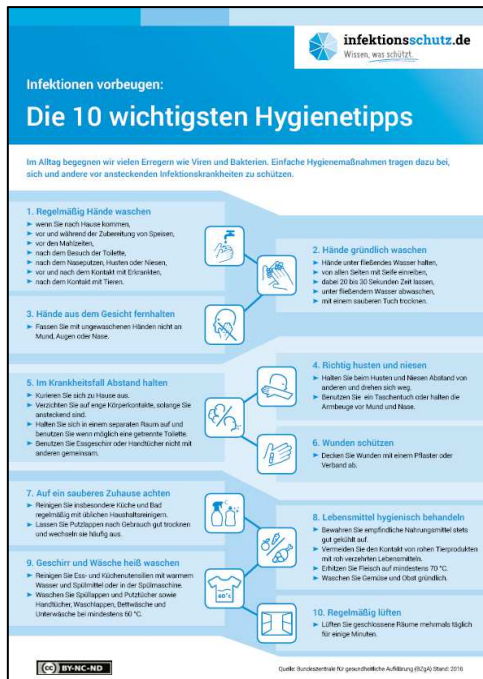 infektionsschutz.de
Wissen, was schützt.
Infektionen vorbeugen:
Die 10 wichtigsten Hygienetipps
Im Alltag begegnen wir vielen Erregern wie Viren und Bakterien. Einfache Hygienemaßnahmen tragen dazu bei,
sich und andere vor ansteckenden Infektionskrankheiten zu schützen.
1. Regelmäßig Hände waschen
► wenn Sie nach Hause kommen,
► vor und während der Zubereitung von Speisen,
► vor den Mahlzeiten,
► nach dem Besuch der Toilette,
► nach dem Naseputzen, Husten oder Niesen,
► vor und nach dem Kontakt mit Erkrankten,
► nach dem Kontakt mit Tieren.
2. Hände gründlich waschen
► Hände unter fließendes Wasser halten,
► von allen Seiten mit Seife einreiben,
► dabei 20 bis 30 Sekunden Zeit lassen,
► unter fließendem Wasser abwaschen,
► mit einem sauberen Tuch trocknen.
3. Hände aus dem Gesicht fernhalten
► Fassen Sie mit ungewaschenen Händen nicht an
Mund, Augen oder Nase.
4. Richtig husten und niesen
► Halten Sie beim Husten und Niesen Abstand von
anderen und drehen sich weg.
► Benutzen Sie ein Taschentuch oder halten die
Armbeuge vor Mund und Nase.
5. Im Krankheitsfall Abstand halten
► Kurieren Sie sich zu Hause aus.
► Verzichten Sie auf enge Körperkontakte, solange Sie
ansteckend sind.
► Halten Sie sich in einem separaten Raum auf und
benutzen Sie wenn möglich eine getrennte Toilette.
► Benutzen Sie Essgeschirr oder Handtücher nicht mit
anderen gemeinsam.
6. Wunden schützen
► Decken Sie Wunden mit einem Pflaster oder
Verband ab.
7. Auf ein sauberes Zuhause achten
► Reinigen Sie insbesondere Küche und Bad
regelmäßig mit üblichen Haushaltsreinigern.
► Lassen Sie Putzlappen nach Gebrauch gut trocknen
und wechseln sie häufig aus.
8. Lebensmittel hygienisch behandeln
► Bewahren Sie empfindliche Nahrungsmittel stets
gut gekühlt auf.
► Vermeiden Sie den Kontakt von rohen Tierprodukten
mit roh verzehrten Lebensmitteln.
► Erhitzen Sie Fleisch auf mindestens 70 °C.
► Waschen Sie Gemüse und Obst gründlich.
9. Geschirr und Wäsche heiß waschen
► Reinigen Sie Ess- und Küchenutensilien mit warmem
Wasser und Spülmittel oder in der Spülmaschine.
► Waschen Sie Spüllappen und Putztücher sowie
Handtücher, Waschlappen, Bettwäsche und
Unterwäsche bei mindestens 60 °C.
60°C
10. Regelmäßig lüften
► Lüften Sie geschlossene Räume mehrmals täglich
für einige Minuten.
cc BY-NC-ND
Quelle: Bundeszentrale für gesundheitliche Aufklärung (BZgA) Stand: 2016